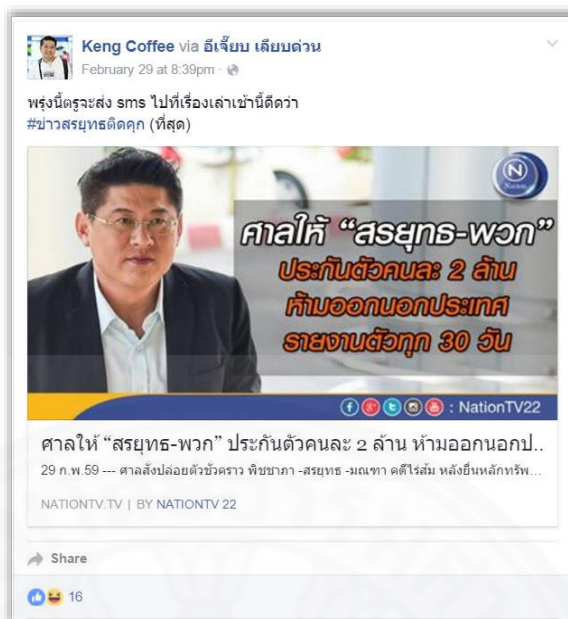 Keng Coffee via อีเจี๊ยบ เลียบด่วน
February 29 at 8:39pm ·
พรุ่งนี้ตรูจะส่ง sms ไปที่เรื่องเล่าเช้านี้ดีดว่า
#ข่าวสรยุทธติดคุก (ที่สุด)
N
Nation
ศาลให้ “สรยุทธ-พวก”
ประกันตัวคนละ 2 ล้าน
ห้ามออกนอกประเทศ
รายงานตัวทุก 30 วัน
: NationTV22
ศาลให้ “สรยุทธ-พวก” ประกันตัวคนละ 2 ล้าน ห้ามออกนอกป..
29 ก.พ.59 --- ศาลสั่งปล่อยตัวชั่วคราว พิชชาภา -สรยุทธ -มณฑา คดีไร่ส้ม หลังยื่นหลักทรัพ...
NATIONTV.TV | BY NATIONTV 22
Share
16